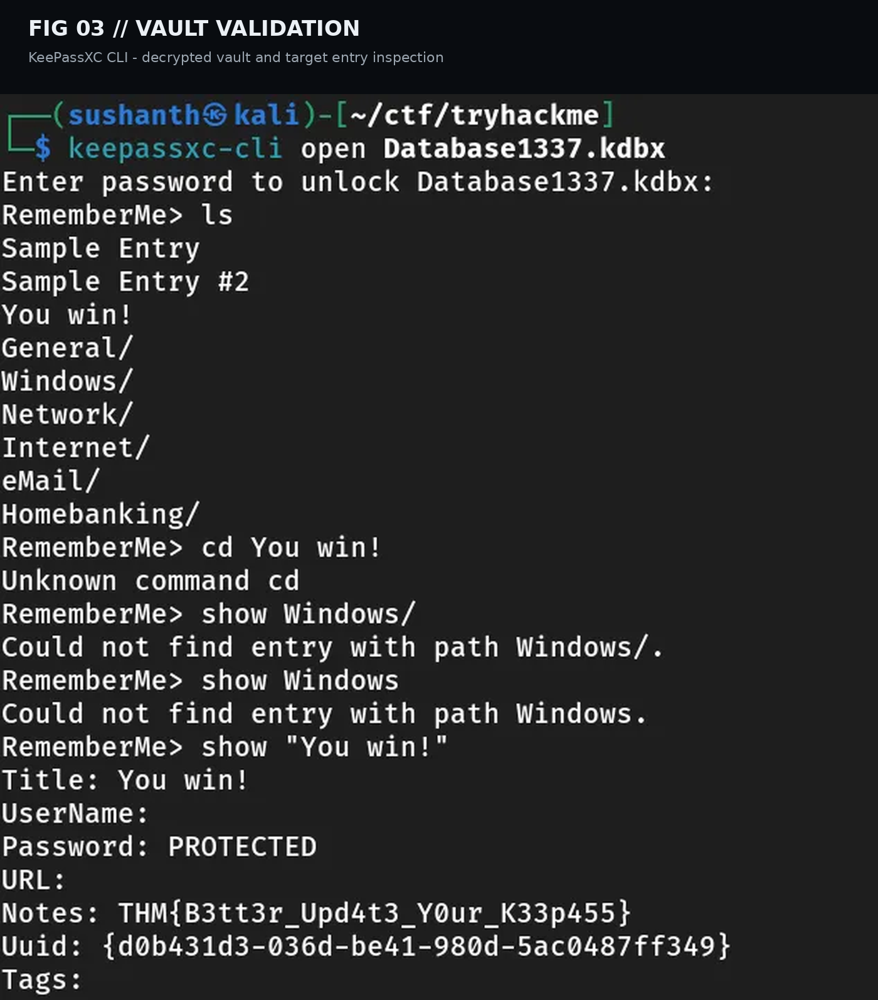 FIG 03 // VAULT VALIDATION
KeePassXC CLI - decrypted vault and target entry inspection
┌──(sushanth㉿kali)-[~/ctf/tryhackme]
└─$ keepassxc-cli open Database1337.kdbx
Enter password to unlock Database1337.kdbx:
RememberMe> ls
Sample Entry
Sample Entry #2
You win!
General/
Windows/
Network/
Internet/
eMail/
Homebanking/
RememberMe> cd You win!
Unknown command cd
RememberMe> show Windows/
Could not find entry with path Windows/.
RememberMe> show Windows
Could not find entry with path Windows.
RememberMe> show "You win!"
Title: You win!
UserName:
Password: PROTECTED
URL:
Notes: THM{B3tt3r_Upd4t3_Y0ur_K33p455}
Uuid: {d0b431d3-036d-be41-980d-5ac0487ff349}
Tags: